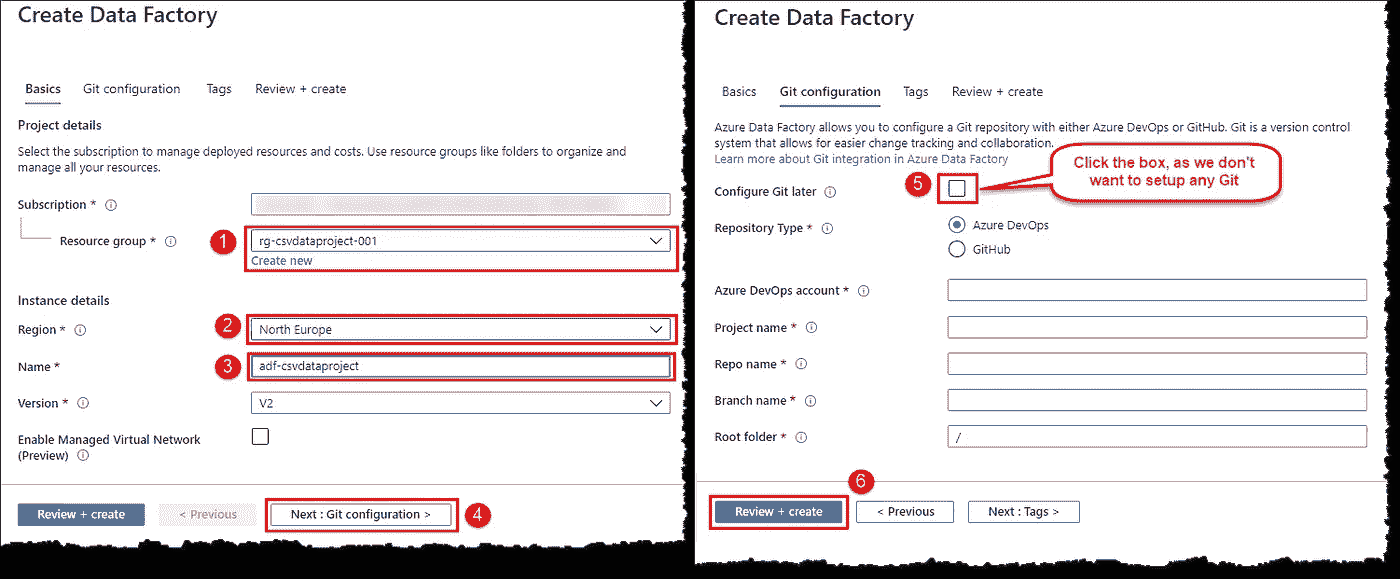 Create Data Factory
Basics Git configuration Tags Review + create
Project details
Select the subscription to manage deployed resources and costs. Use resource groups like folders to organize and
manage all your resources.
Subscription *
Resource group *
1
rg-csvdataproject-001
Create new
Instance details
Region *
2
North Europe
Name *
3
adf-csvdataproject
Version *
V2
Enable Managed Virtual Network
(Preview)
Review + create
< Previous
Next : Git configuration >
4
Create Data Factory
Basics Git configuration Tags Review + create
Azure Data Factory allows you to configure a Git repository with either Azure DevOps or GitHub. Git is a version control
system that allows for easier change tracking and collaboration.
Learn more about Git integration in Azure Data Factory
Configure Git later
5
Click the box, as we don't
want to setup any Git
Repository Type *
Azure DevOps
GitHub
Azure DevOps account *
Project name *
Repo name *
Branch name *
Root folder *
/
6
Review + create
< Previous
Next : Tags >